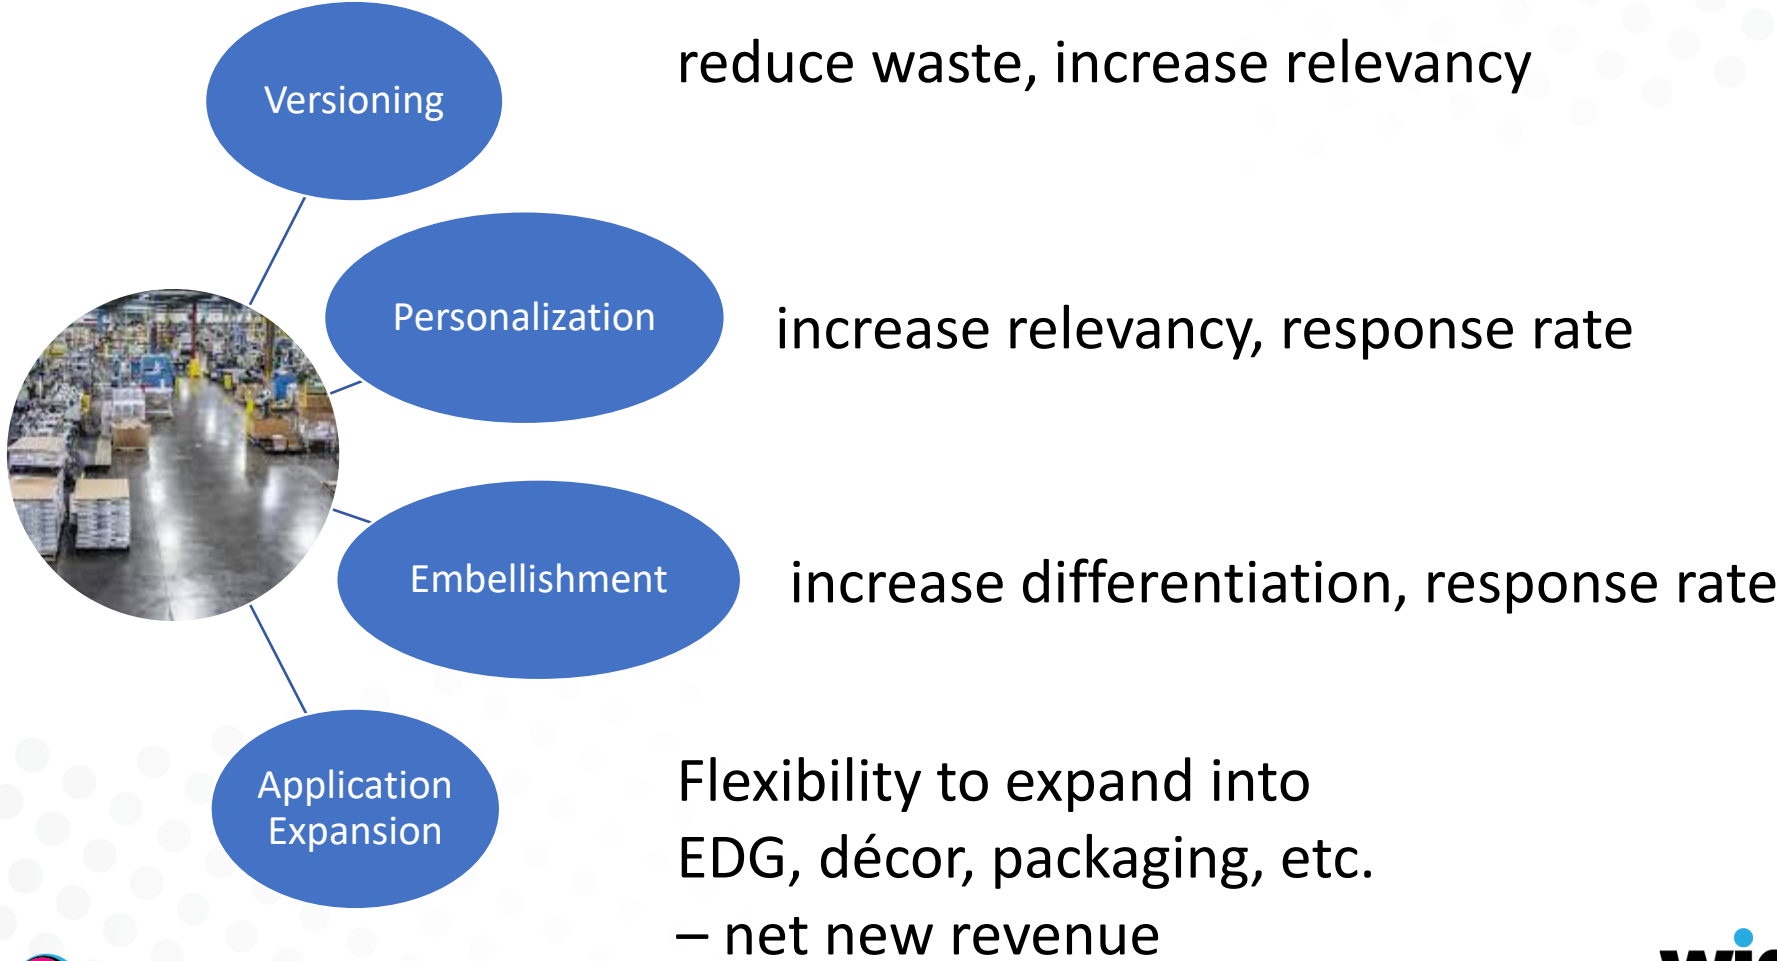 Versioning
reduce waste, increase relevancy
Personalization
increase relevancy, response rate
Embellishment
increase differentiation, response rate
Application
Expansion
Flexibility to expand into
EDG, décor, packaging, etc.
– net new revenue